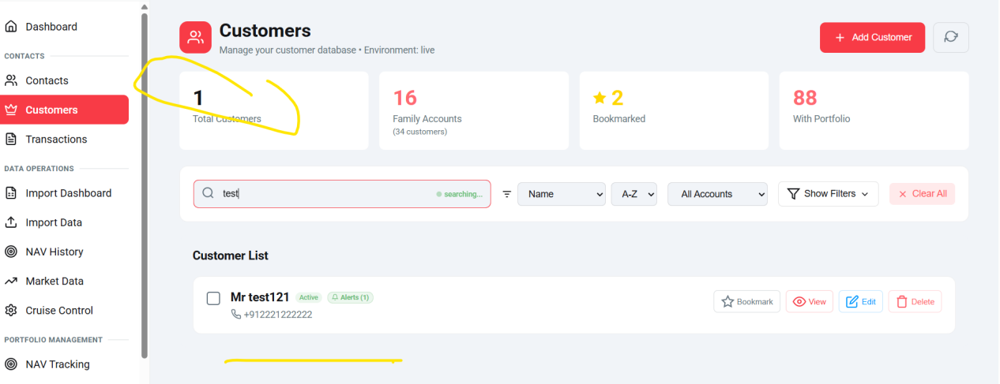 Dashboard
CONTACTS
Contacts
Customers
Transactions
DATA OPERATIONS
Import Dashboard
Import Data
NAV History
Market Data
Cruise Control
PORTFOLIO MANAGEMENT
NAV Tracking
Customers
Manage your customer database • Environment: live
+ Add Customer
1
Total Customers
16
Family Accounts
(34 customers)
2
Bookmarked
88
With Portfolio
test
searching...
Name
A-Z
All Accounts
Show Filters
× Clear All
Customer List
Mr test121 Active Alerts (1)
+912221222222
Bookmark
View
Edit
Delete